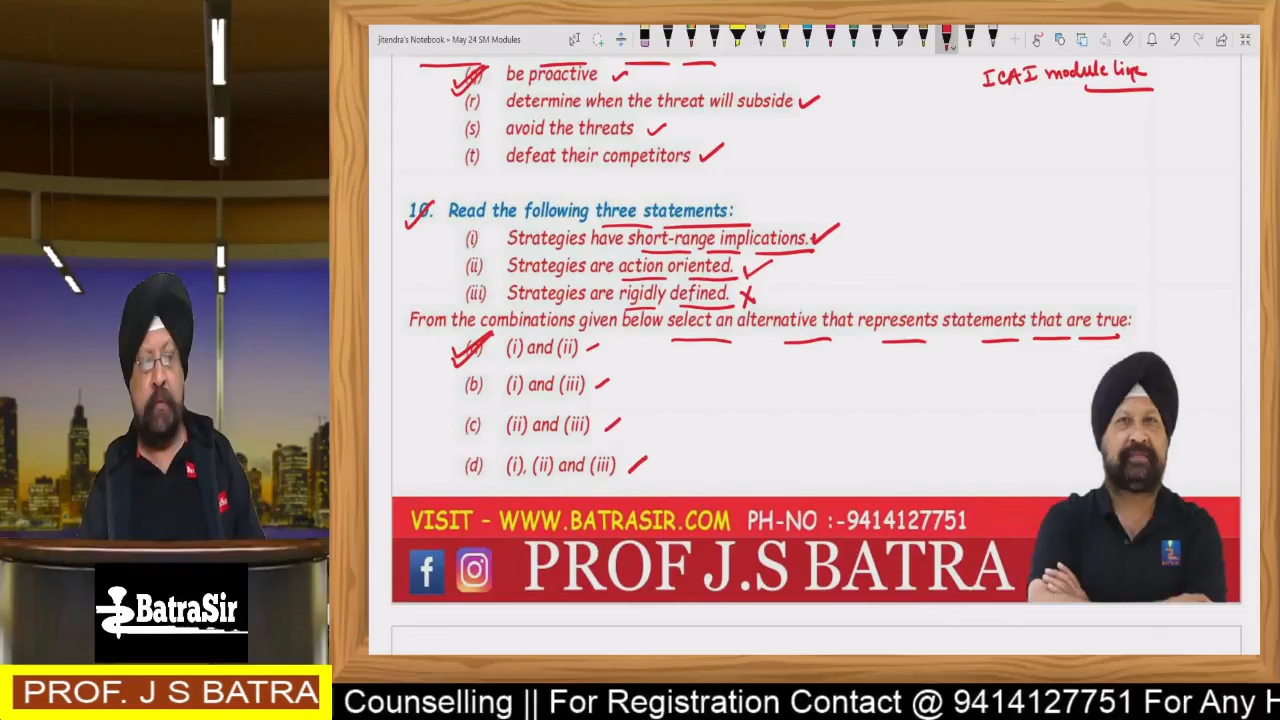 jitendra's Notebook » May 24 SM Modules
be proactive
ICAI module line
(r) determine when the threat will subside
(s) avoid the threats
(t) defeat their competitors
10. Read the following three statements:
(i) Strategies have short-range implications.
(ii) Strategies are action oriented.
(iii) Strategies are rigidly defined.
From the combinations given below select an alternative that represents statements that are true:
(i) and (ii)
(b) (i) and (iii)
(c) (ii) and (iii)
(d) (i), (ii) and (iii)
VISIT - WWW.BATRASIR.COM PH-NO :-9414127751
PROF J.S BATRA
BatraSir
PROF. J S BATRA
Counselling || For Registration Contact @ 9414127751 For Any H